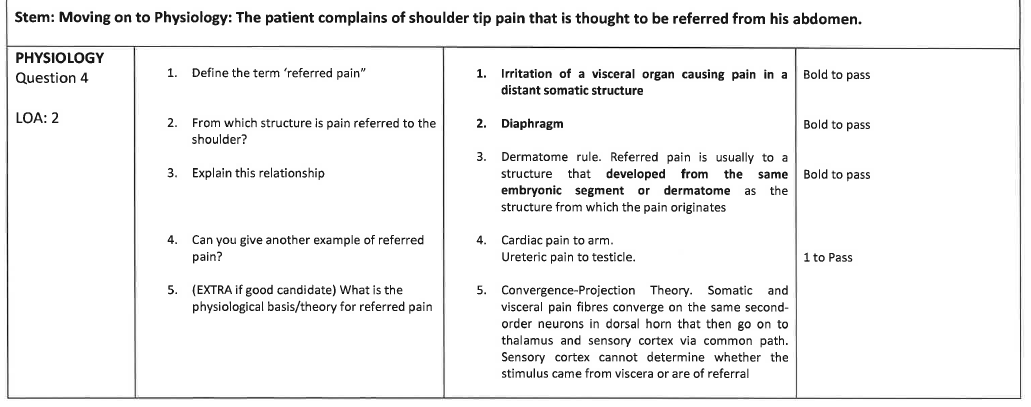 Stem: Moving on to Physiology: The patient complains of shoulder tip pain that is thought to be referred from his abdomen.
PHYSIOLOGY
Question 4
LOA: 2
1. Define the term ‘referred pain”
2. From which structure is pain referred to the
shoulder?
3. Explain this relationship
4. Can you give another example of referred
pain?
5. (EXTRA if good candidate) What is the
physiological basis/theory for referred pain
1. Irritation of a visceral organ causing pain in a
distant somatic structure
2. Diaphragm
3. Dermatome rule. Referred pain is usually to a
structure that developed from the same
embryonic segment or dermatome as the
structure from which the pain originates
4. Cardiac pain to arm.
Ureteric pain to testicle.
5. Convergence-Projection Theory. Somatic and
visceral pain fibres converge on the same second-
order neurons in dorsal horn that then go on to
thalamus and sensory cortex via common path.
Sensory cortex cannot determine whether the
stimulus came from viscera or are of referral
Bold to pass
Bold to pass
Bold to pass
1 to Pass